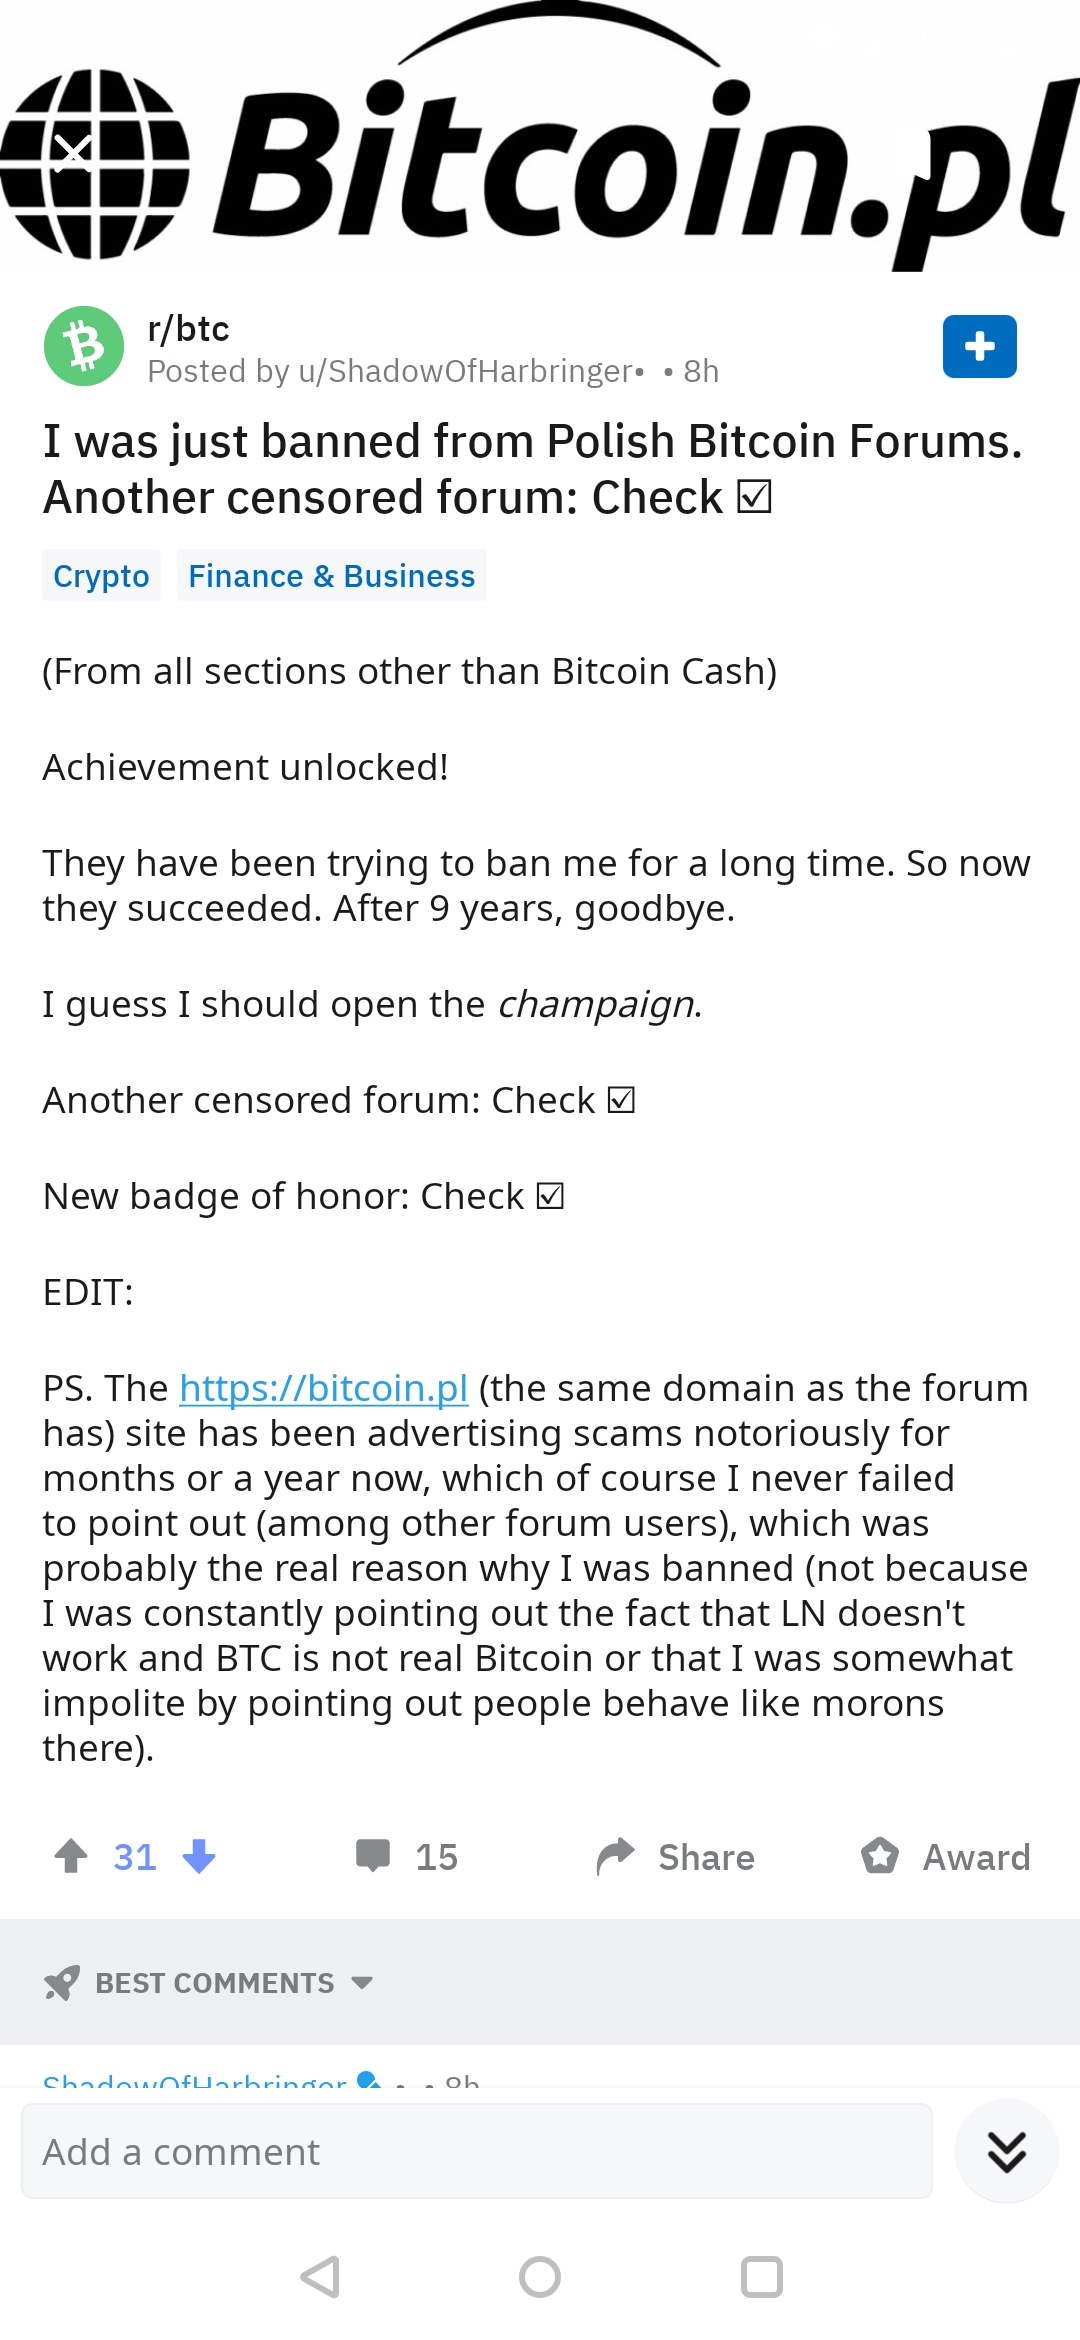 Bitcoin.pl
r/btc
Posted by u/ShadowOfHarbringer• • 8h
I was just banned from Polish Bitcoin Forums.
Another censored forum: Check ☑
Crypto Finance & Business
(From all sections other than Bitcoin Cash)
Achievement unlocked!
They have been trying to ban me for a long time. So now
they succeeded. After 9 years, goodbye.
I guess I should open the champaign.
Another censored forum: Check ☑
New badge of honor: Check ☑
EDIT:
PS. The https://bitcoin.pl (the same domain as the forum
has) site has been advertising scams notoriously for
months or a year now, which of course I never failed
to point out (among other forum users), which was
probably the real reason why I was banned (not because
I was constantly pointing out the fact that LN doesn't
work and BTC is not real Bitcoin or that I was somewhat
impolite by pointing out people behave like morons
there).
31 15 Share Award
BEST COMMENTS
ShadowOfHarbringer • • 8h
Add a comment